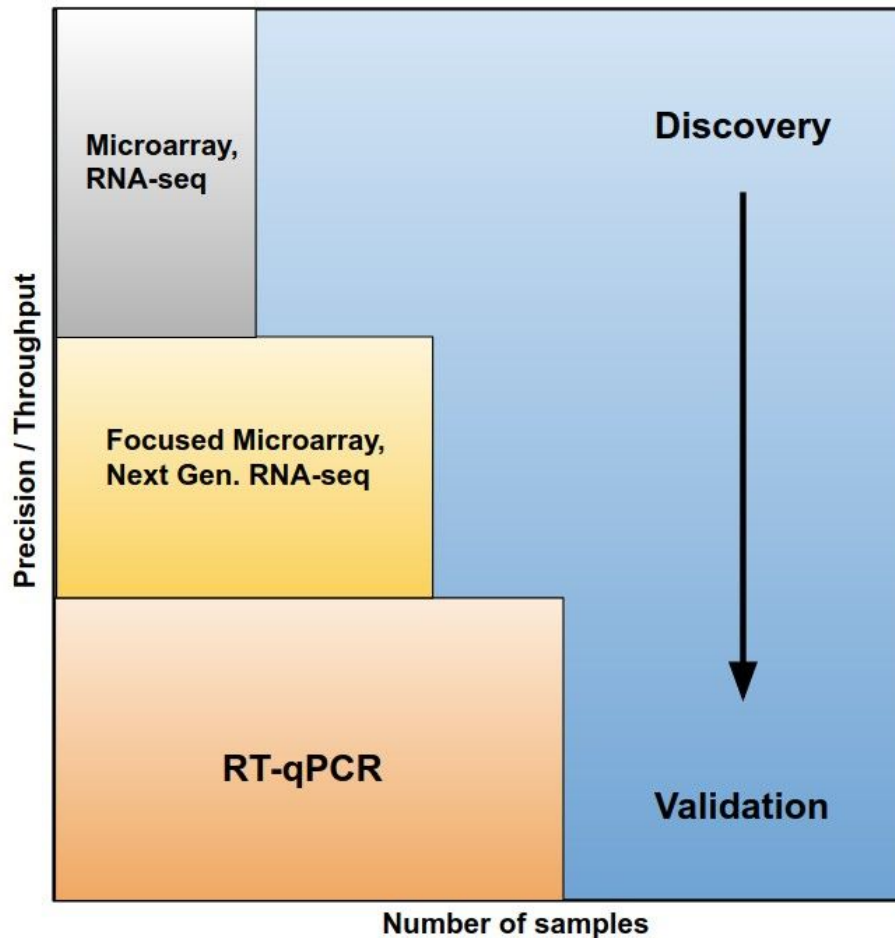 Microarray,
RNA-seq
Discovery
Focused Microarray,
Next Gen. RNA-seq
RT-qPCR
Validation
Precision / Throughput
Number of samples